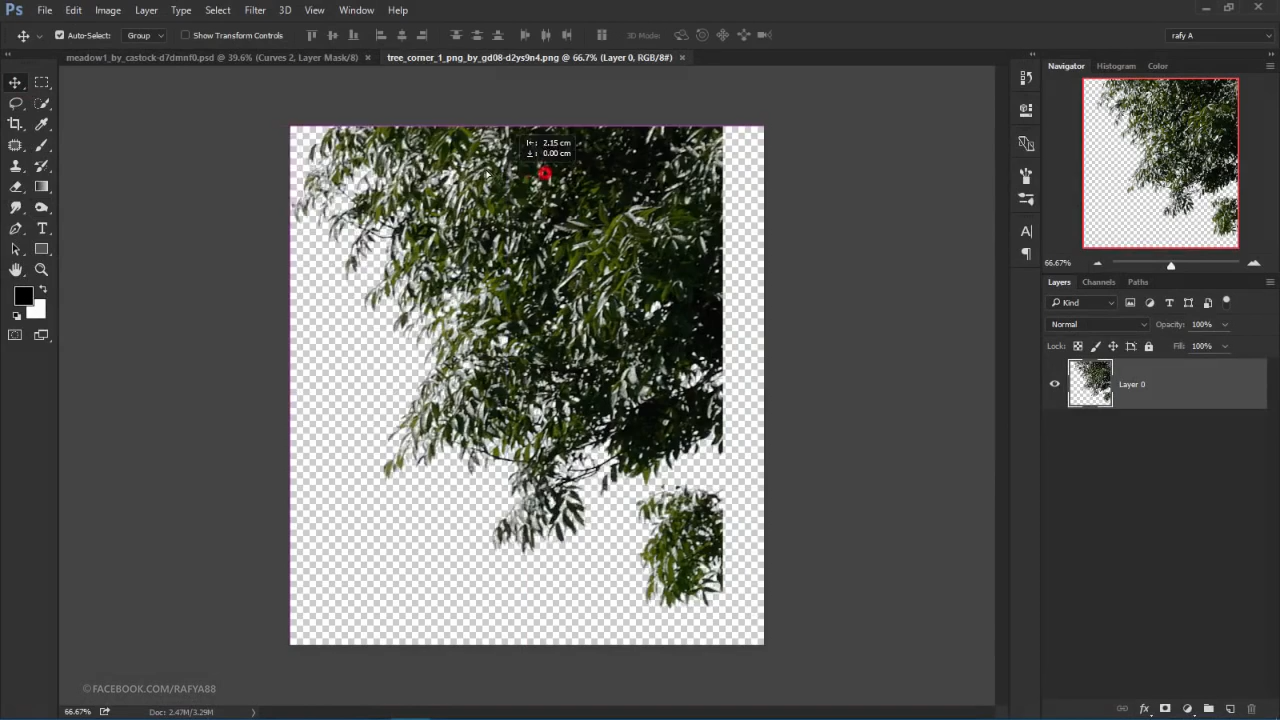 Ps File Edit Image Layer Type Select Filter 3D View Window Help
Auto-Select: Group Show Transform Controls 3D Mode: rafy A
meadow1_by_castock-d7dmnf0.psd @ 39.6% (Curves 2, Layer Mask/8) × tree_corner_1_png_by_gd08-d2ys9n4.png @ 66.7% (Layer 0, RGB/8#) ×
Navigator Histogram Color
2.15 cm
0.00 cm
66.67%
Layers Channels Paths
Kind
Normal Opacity: 100%
Lock: Fill: 100%
Layer 0
©FACEBOOK.COM/RAFYA88
66.67% Doc: 2.47M/3.29M